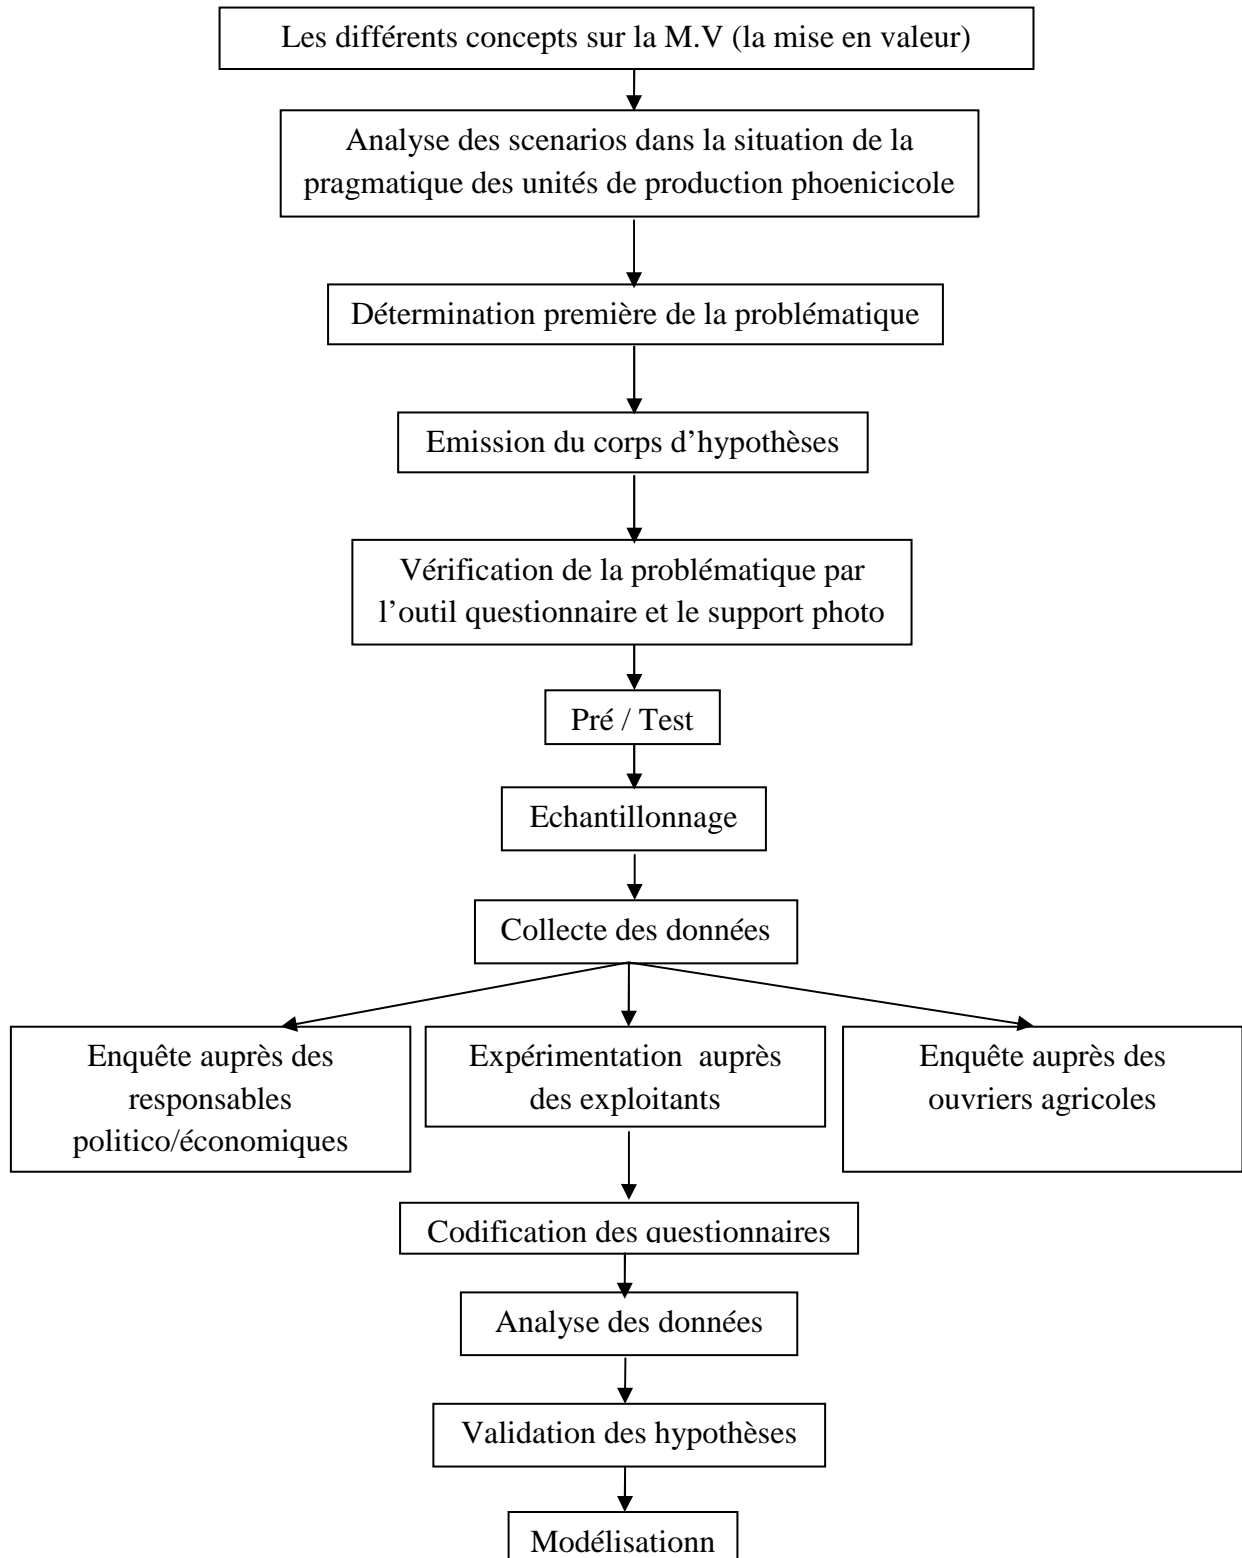 Les différents concepts sur la M.V (la mise en valeur)
Analyse des scenarios dans la situation de la
pragmatique des unités de production phoenicicole
Détermination première de la problématique
Emission du corps d’hypothèses
Vérification de la problématique par
l’outil questionnaire et le support photo
Pré / Test
Echantillonnage
Collecte des données
Enquête auprès des
responsables
politico/économiques
Expérimentation auprès
des exploitants
Enquête auprès des
ouvriers agricoles
Codification des questionnaires
Analyse des données
Validation des hypothèses
Modélisationn